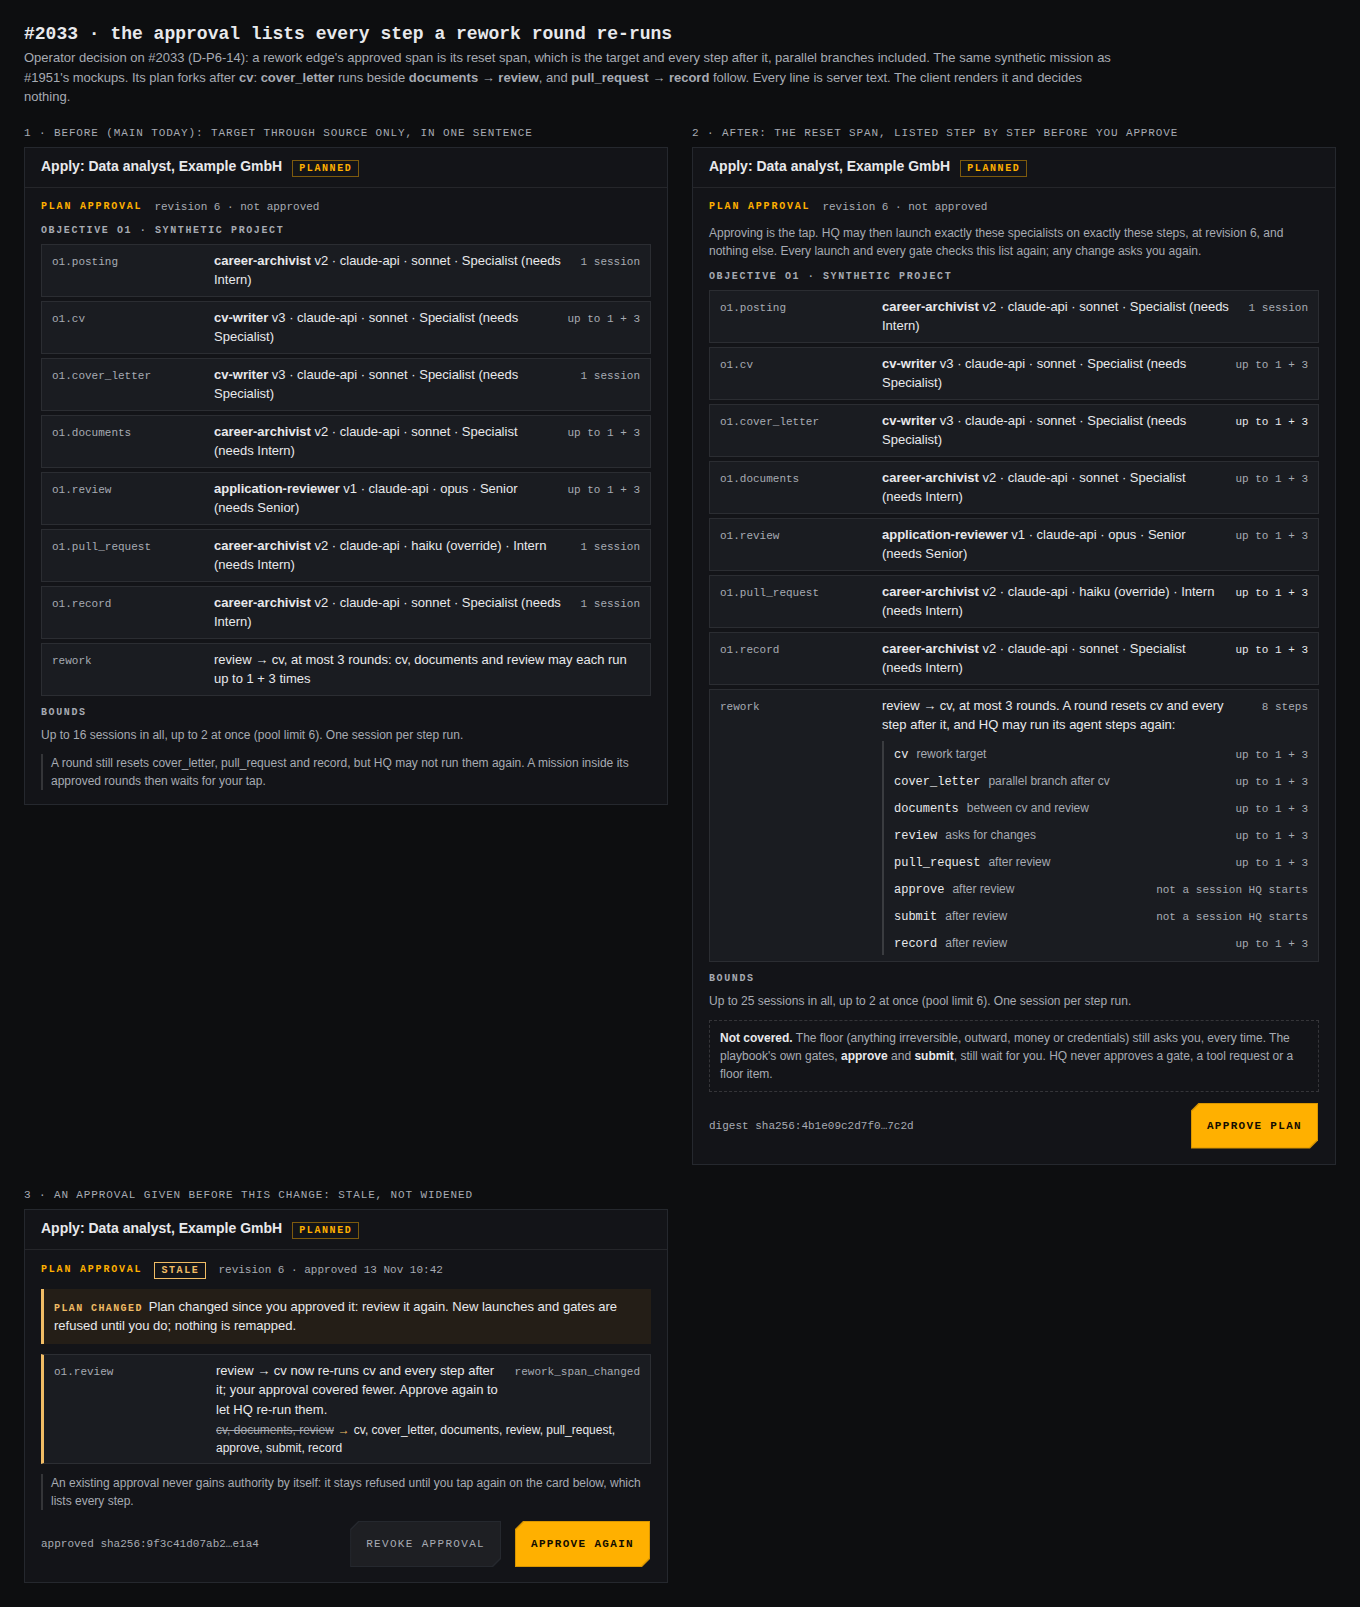 #2033 · the approval lists every step a rework round re-runs
Operator decision on #2033 (D-P6-14): a rework edge's approved span is its reset span, which is the target and every step after it, parallel branches included. The same synthetic mission as
#1951's mockups. Its plan forks after cv: cover_letter runs beside documents → review, and pull_request → record follow. Every line is server text. The client renders it and decides
nothing.
1 · BEFORE (MAIN TODAY): TARGET THROUGH SOURCE ONLY, IN ONE SENTENCE
Apply: Data analyst, Example GmbH PLANNED
PLAN APPROVAL revision 6 · not approved
OBJECTIVE O1 · SYNTHETIC PROJECT
o1.posting career-archivist v2 · claude-api · sonnet · Specialist (needs 1 session
Intern)
o1.cv cv-writer v3 · claude-api · sonnet · Specialist (needs up to 1 + 3
Specialist)
o1.cover_letter cv-writer v3 · claude-api · sonnet · Specialist (needs 1 session
Specialist)
o1.documents career-archivist v2 · claude-api · sonnet · Specialist up to 1 + 3
(needs Intern)
o1.review application-reviewer v1 · claude-api · opus · Senior up to 1 + 3
(needs Senior)
o1.pull_request career-archivist v2 · claude-api · haiku (override) · Intern 1 session
(needs Intern)
o1.record career-archivist v2 · claude-api · sonnet · Specialist (needs 1 session
Intern)
rework review → cv, at most 3 rounds: cv, documents and review may each run
up to 1 + 3 times
BOUNDS
Up to 16 sessions in all, up to 2 at once (pool limit 6). One session per step run.
A round still resets cover_letter, pull_request and record, but HQ may not run them again. A mission inside its
approved rounds then waits for your tap.
2 · AFTER: THE RESET SPAN, LISTED STEP BY STEP BEFORE YOU APPROVE
Apply: Data analyst, Example GmbH PLANNED
PLAN APPROVAL revision 6 · not approved
Approving is the tap. HQ may then launch exactly these specialists on exactly these steps, at revision 6, and
nothing else. Every launch and every gate checks this list again; any change asks you again.
OBJECTIVE O1 · SYNTHETIC PROJECT
o1.posting career-archivist v2 · claude-api · sonnet · Specialist (needs 1 session
Intern)
o1.cv cv-writer v3 · claude-api · sonnet · Specialist (needs up to 1 + 3
Specialist)
o1.cover_letter cv-writer v3 · claude-api · sonnet · Specialist (needs up to 1 + 3
Specialist)
o1.documents career-archivist v2 · claude-api · sonnet · Specialist up to 1 + 3
(needs Intern)
o1.review application-reviewer v1 · claude-api · opus · Senior up to 1 + 3
(needs Senior)
o1.pull_request career-archivist v2 · claude-api · haiku (override) · Intern up to 1 + 3
(needs Intern)
o1.record career-archivist v2 · claude-api · sonnet · Specialist up to 1 + 3
(needs Intern)
rework review → cv, at most 3 rounds. A round resets cv and every 8 steps
step after it, and HQ may run its agent steps again:
cv rework target up to 1 + 3
cover_letter parallel branch after cv up to 1 + 3
documents between cv and review up to 1 + 3
review asks for changes up to 1 + 3
pull_request after review up to 1 + 3
approve after review not a session HQ starts
submit after review not a session HQ starts
record after review up to 1 + 3
BOUNDS
Up to 25 sessions in all, up to 2 at once (pool limit 6). One session per step run.
Not covered. The floor (anything irreversible, outward, money or credentials) still asks you, every time. The
playbook's own gates, approve and submit, still wait for you. HQ never approves a gate, a tool request or a
floor item.
digest sha256:4b1e09c2d7f0…7c2d APPROVE PLAN
3 · AN APPROVAL GIVEN BEFORE THIS CHANGE: STALE, NOT WIDENED
Apply: Data analyst, Example GmbH PLANNED
PLAN APPROVAL STALE revision 6 · approved 13 Nov 10:42
PLAN CHANGED Plan changed since you approved it: review it again. New launches and gates are
refused until you do; nothing is remapped.
o1.review review → cv now re-runs cv and every step after rework_span_changed
it; your approval covered fewer. Approve again to
let HQ re-run them.
cv, documents, review → cv, cover_letter, documents, review, pull_request,
approve, submit, record
An existing approval never gains authority by itself: it stays refused until you tap again on the card below, which
lists every step.
approved sha256:9f3c41d07ab2…e1a4 REVOKE APPROVAL APPROVE AGAIN